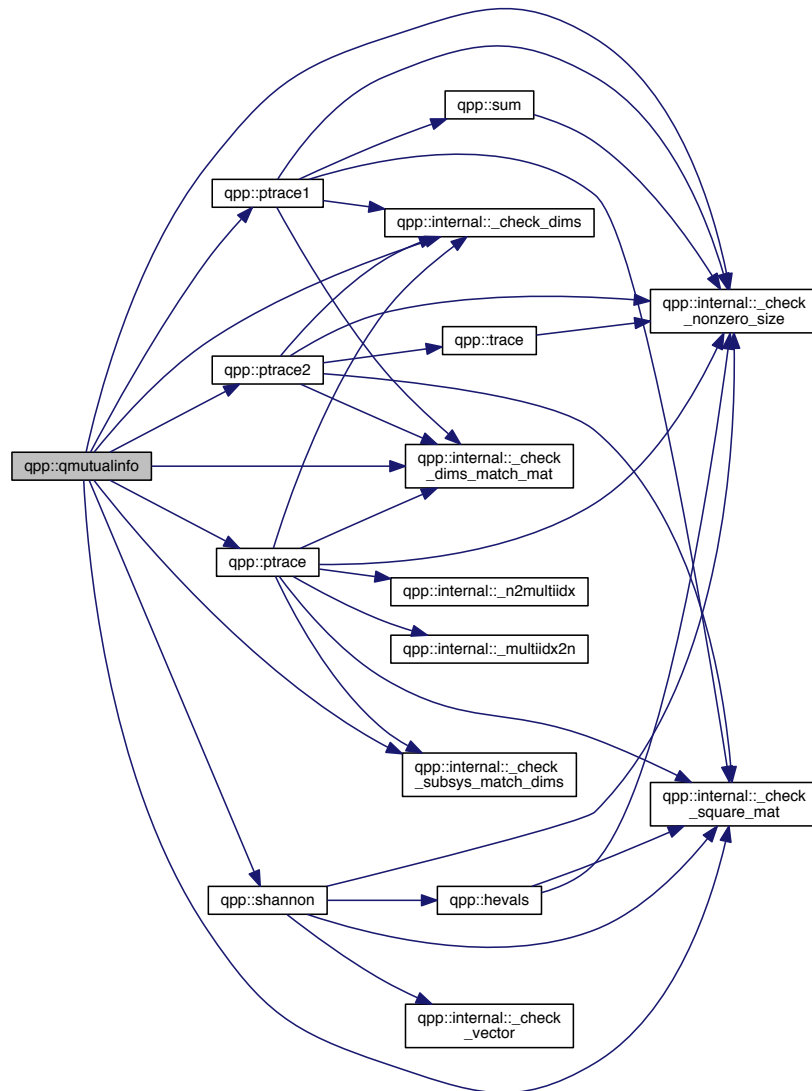 qpp::sum
qpp::ptrace1
qpp::internal::_check_dims
qpp::internal::_check
_nonzero_size
qpp::trace
qpp::ptrace2
qpp::qmutualinfo
qpp::internal::_check
_dims_match_mat
qpp::ptrace
qpp::internal::_n2multiidx
qpp::internal::_multiidx2n
qpp::internal::_check
_subsys_match_dims
qpp::internal::_check
_square_mat
qpp::shannon
qpp::hevals
qpp::internal::_check
_vector